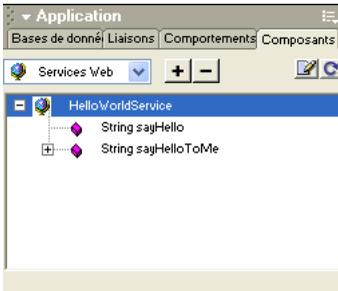 Application
Bases de donné Liaisons Comportements Composants
Services Web
HelloWorldService
String sayHello
String sayHelloToMe